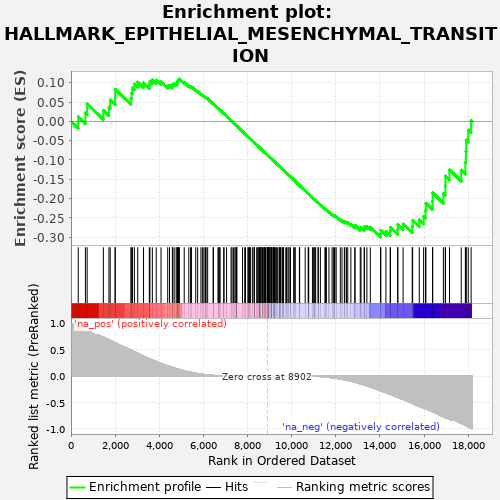 Enrichment plot:
HALLMARK_EPITHELIAL_MESENCHYMAL_TRANSIT
ION
Enrichment score (ES)
0.10
0.05
0.00
-0.05
-0.10
-0.15
-0.20
-0.25
-0.30
Ranked list metric (PreRanked)
1.0
0.5
0.0
-0.5
-1.0
'na_pos' (positively correlated)
Zero cross at 8902
'na_neg' (negatively correlated)
0
2,000
4,000
6,000
8,000
10,000
12,000
14,000
16,000
18,000
Rank in Ordered Dataset
Enrichment profile
Hits
Ranking metric scores